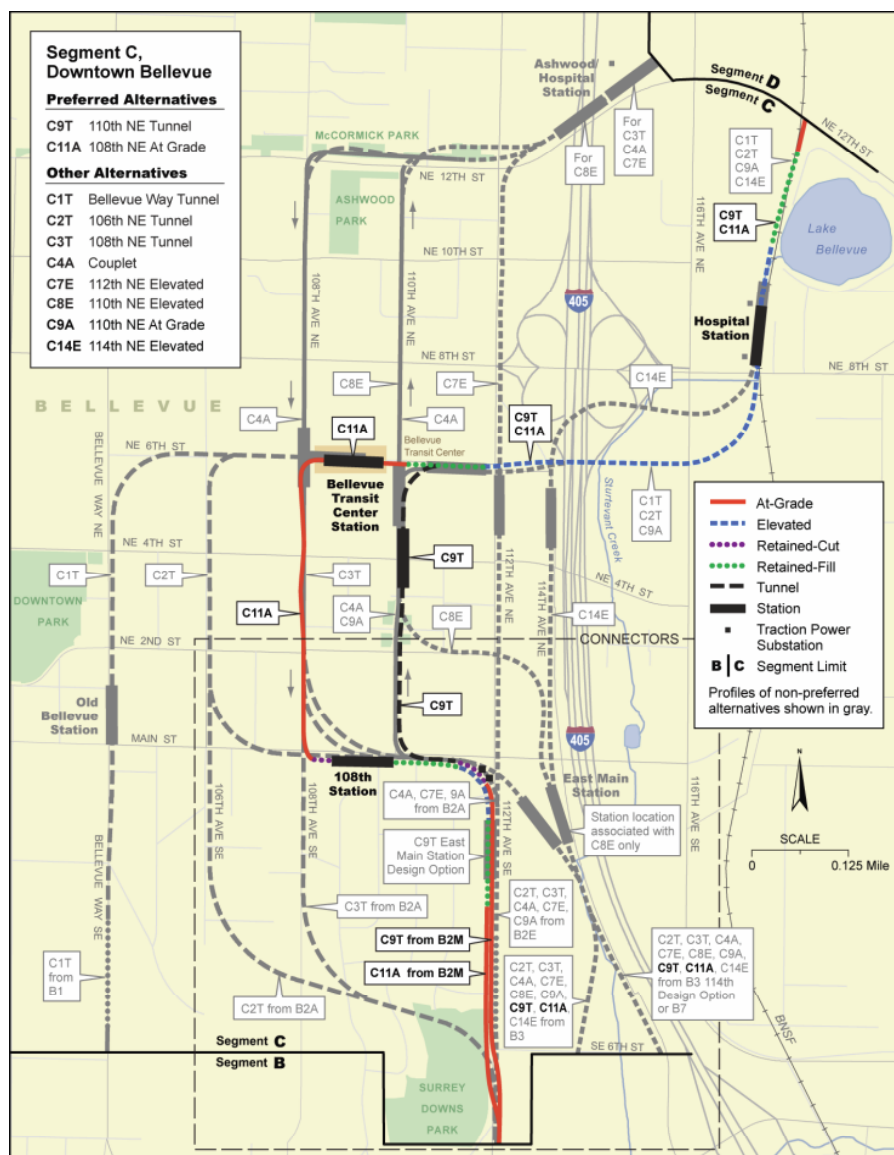 Segment C,
Downtown Bellevue
Preferred Alternatives
C9T 110th NE Tunnel
C11A 108th NE At Grade
Other Alternatives
C1T Bellevue Way Tunnel
C2T 106th NE Tunnel
C3T 108th NE Tunnel
C4A Couplet
C7E 112th NE Elevated
C8E 110th NE Elevated
C9A 110th NE At Grade
C14E 114th NE Elevated
Ashwood/
Hospital
Station
Segment D
Segment C
For
C3T
C4A
C7E
For
C8E
McCORMICK PARK
NE 12TH ST
NE 12TH ST
C1T
C2T
C9A
C14E
C9T
C11A
ASHWOOD
PARK
116TH AVE NE
Lake
Bellevue
NE 10TH ST
108TH AVE NE
110TH AVE NE
405
Hospital
Station
NE 8TH ST
NE 8TH ST
C8E
C7E
C14E
BELLEVUE
C4A
C11A
C4A
C9T
C11A
Bellevue
Transit Center
BELLEVUE WAY NE
NE 6TH ST
Bellevue
Transit
Center
Station
C1T
C2T
C9A
Sturtevant Creek
At-Grade
Elevated
Retained-Cut
Retained-Fill
Tunnel
Station
Traction Power
Substation
B C Segment Limit
Profiles of non-preferred
alternatives shown in gray.
NE 4TH ST
NE 4TH ST
112TH AVE NE
114TH AVE NE
C9T
C1T
C2T
C3T
DOWNTOWN
PARK
C11A
C4A
C9A
C8E
C14E
NE 2ND ST
CONNECTORS
Old
Bellevue
Station
C9T
MAIN ST
405
108th
Station
East Main
Station
N
SCALE
0 0.125 Mile
106TH AVE SE
108TH AVE SE
112TH AVE SE
116TH AVE SE
C4A, C7E, 9A
from B2A
Station location
associated with
C8E only
C9T East
Main Station
Design Option
BELLEVUE WAY SE
C3T from B2A
C2T, C3T,
C4A, C7E,
C9A from
B2E
C9T from B2M
C11A from B2M
C1T
from
B1
C2T from B2A
C2T, C3T,
C4A, C7E,
C8E, C9A,
C9T, C11A,
C14E from
B3
C2T, C3T, C4A,
C7E, C8E, C9A,
C9T, C11A, C14E
from B3 114th
Design Option
or B7
BNSF
Segment C
Segment B
SE 6TH ST
SURREY
DOWNS
PARK